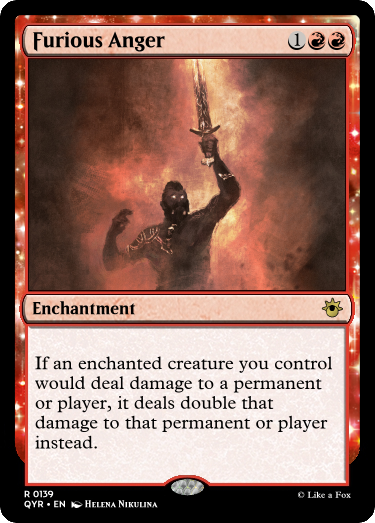 Furious Anger 1
Enchantment
If an enchanted creature you control
would deal damage to a permanent
or player, it deals double that
damage to that permanent or player
instead.
R 0139
QYR • EN Helena Nikulina
© Like a Fox